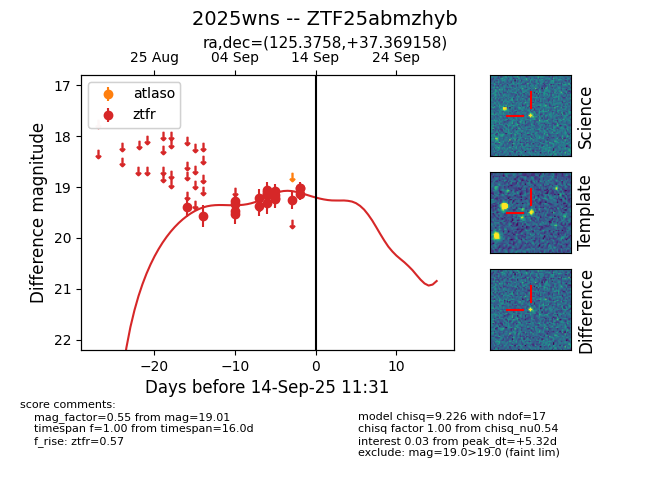 2025wns -- ZTF25abmzhyb
ra,dec=(125.3758,+37.369158)
25 Aug 04 Sep 14 Sep 24 Sep
17
18
19
20
21
22
Difference magnitude
atlaso
ztfr
−20 −10 0 10
Days before 14-Sep-25 11:31
Science
Template
Difference
score comments:
mag_factor=0.55 from mag=19.01
timespan f=1.00 from timespan=16.0d
f_rise: ztfr=0.57
model chisq=9.226 with ndof=17
chisq factor 1.00 from chisq_nu0.54
interest 0.03 from peak_dt=+5.32d
exclude: mag=19.0>19.0 (faint lim)